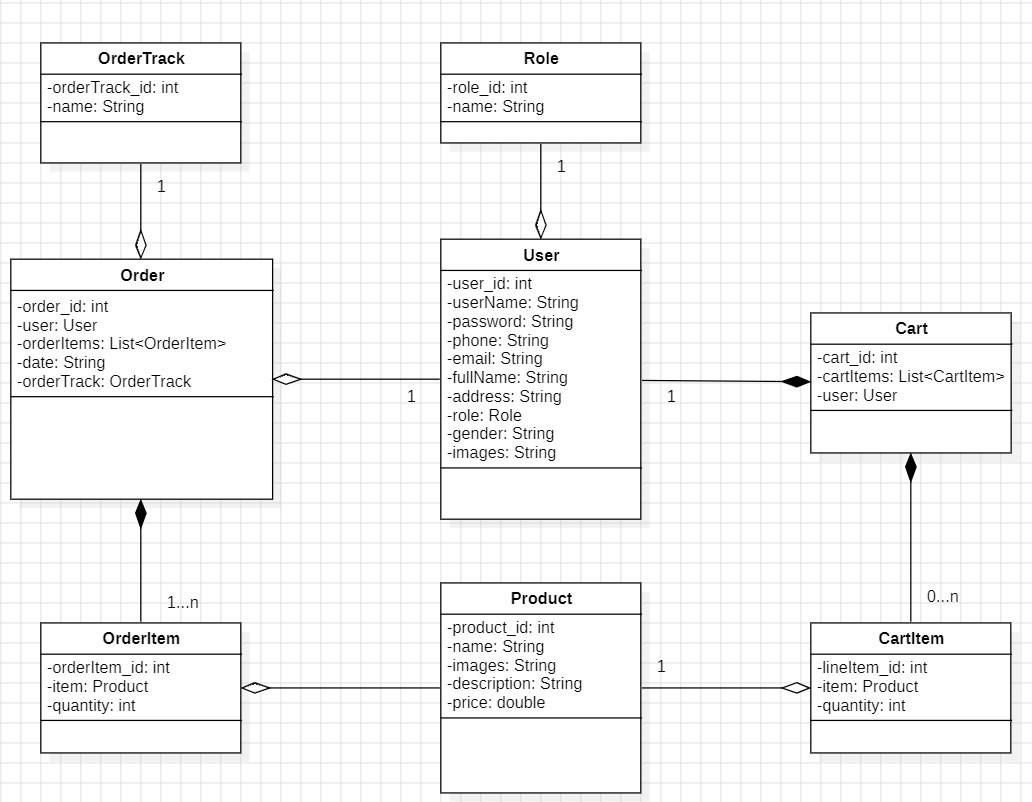 OrderTrack
-orderTrack_id: int
-name: String
1
Role
-role_id: int
-name: String
1
Order
-order_id: int
-user: User
-orderItems: List<OrderItem>
-date: String
-orderTrack: OrderTrack
1
User
-user_id: int
-userName: String
-password: String
-phone: String
-email: String
-fullName: String
-address: String
-role: Role
-gender: String
-images: String
1
Cart
-cart_id: int
-cartItems: List<CartItem>
-user: User
1...n
0...n
OrderItem
-orderItem_id: int
-item: Product
-quantity: int
Product
-product_id: int
-name: String
-images: String
-description: String
-price: double
1
CartItem
-lineItem_id: int
-item: Product
-quantity: int